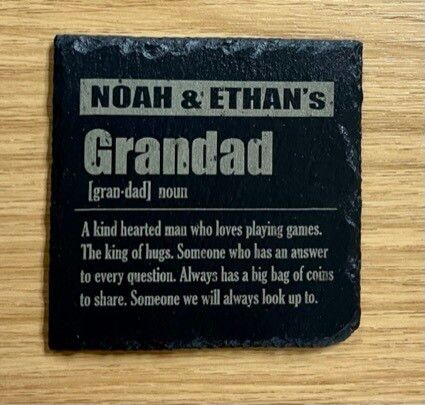 NOAH & ETHAN's
Grandad
[gran·dad] noun
A kind hearted man who loves playing games.
The king of hugs. Someone who has an answer
to every question. Always has a big bag of coins
to share. Someone we will always look up to.